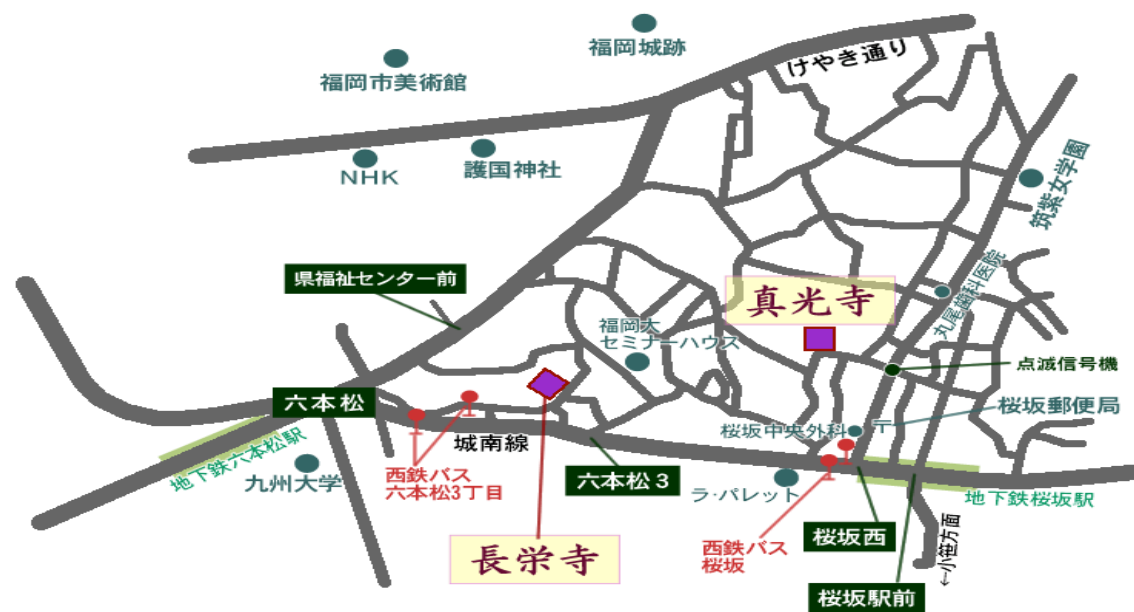 福岡城跡
けやき通り
福岡市美術館
NHK
護国神社
筑紫女学園
県福祉センター前
丸尾歯科医院
真光寺
福岡大
セミナーハウス
点滅信号機
六本松
桜坂郵便局
〒
桜坂中央外科
城南線
地下鉄六本松駅
九州大学
西鉄バス
六本松3丁目
六本松3
ラ・パレット
地下鉄桜坂駅
長栄寺
西鉄バス
桜坂
桜坂西
←小笹方面
桜坂駅前